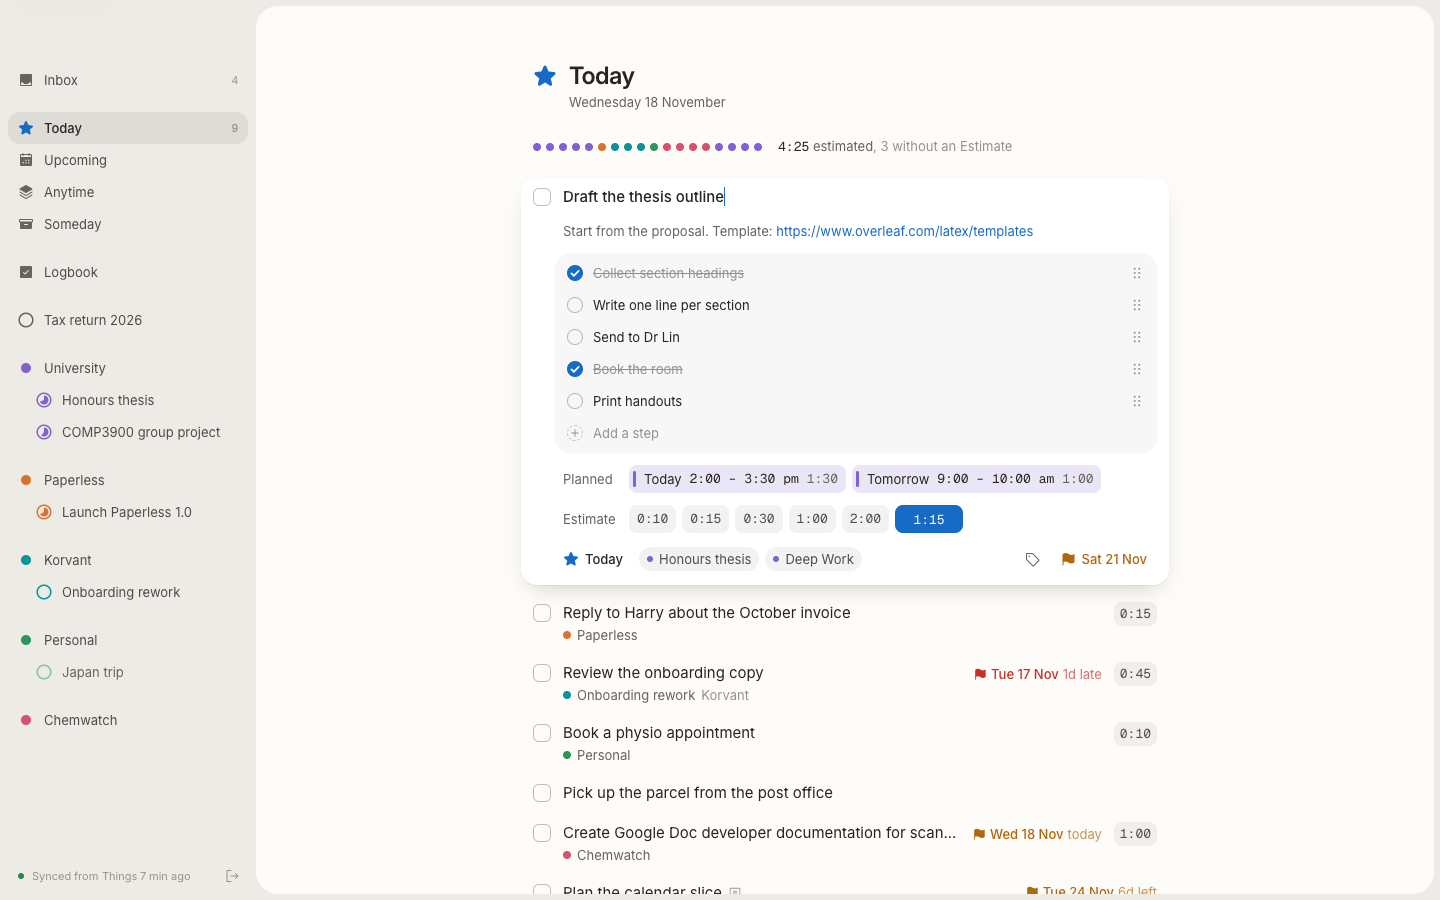 Inbox 4
Today 9
Upcoming
Anytime
Someday
Logbook
Tax return 2026
University
Honours thesis
COMP3900 group project
Paperless
Launch Paperless 1.0
Korvant
Onboarding rework
Personal
Japan trip
Chemwatch
Synced from Things 7 min ago
Today
Wednesday 18 November
4:25 estimated, 3 without an Estimate
Draft the thesis outline
Start from the proposal. Template: https://www.overleaf.com/latex/templates
Collect section headings
Write one line per section
Send to Dr Lin
Book the room
Print handouts
Add a step
Planned Today 2:00 – 3:30 pm 1:30 Tomorrow 9:00 – 10:00 am 1:00
Estimate 0:10 0:15 0:30 1:00 2:00 1:15
Today Honours thesis Deep Work Sat 21 Nov
Reply to Harry about the October invoice 0:15
Paperless
Review the onboarding copy Tue 17 Nov 1d late 0:45
Onboarding rework Korvant
Book a physio appointment 0:10
Personal
Pick up the parcel from the post office
Create Google Doc developer documentation for scan… Wed 18 Nov today 1:00
Chemwatch
Plan the calendar slice Tue 24 Nov 6d left